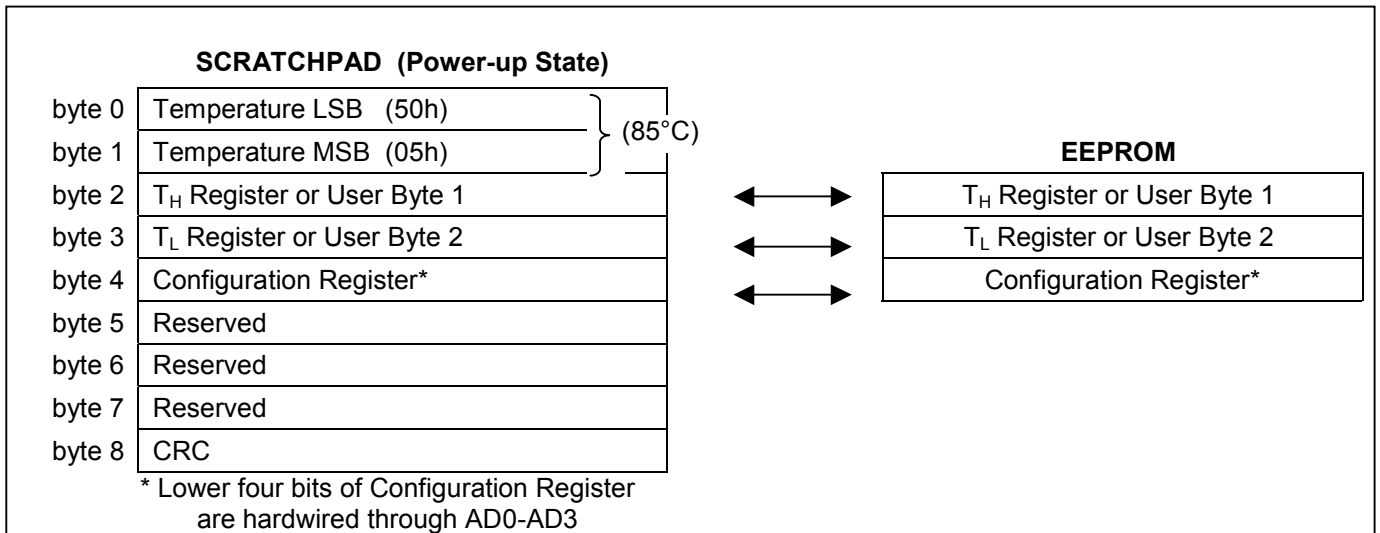 SCRATCHPAD (Power-up State)
byte 0 Temperature LSB (50h)
(85°C)
byte 1 Temperature MSB (05h)
EEPROM
byte 2 TH Register or User Byte 1
TH Register or User Byte 1
byte 3 TL Register or User Byte 2
TL Register or User Byte 2
byte 4 Configuration Register*
Configuration Register*
byte 5 Reserved
byte 6 Reserved
byte 7 Reserved
byte 8 CRC
* Lower four bits of Configuration Register
are hardwired through AD0-AD3